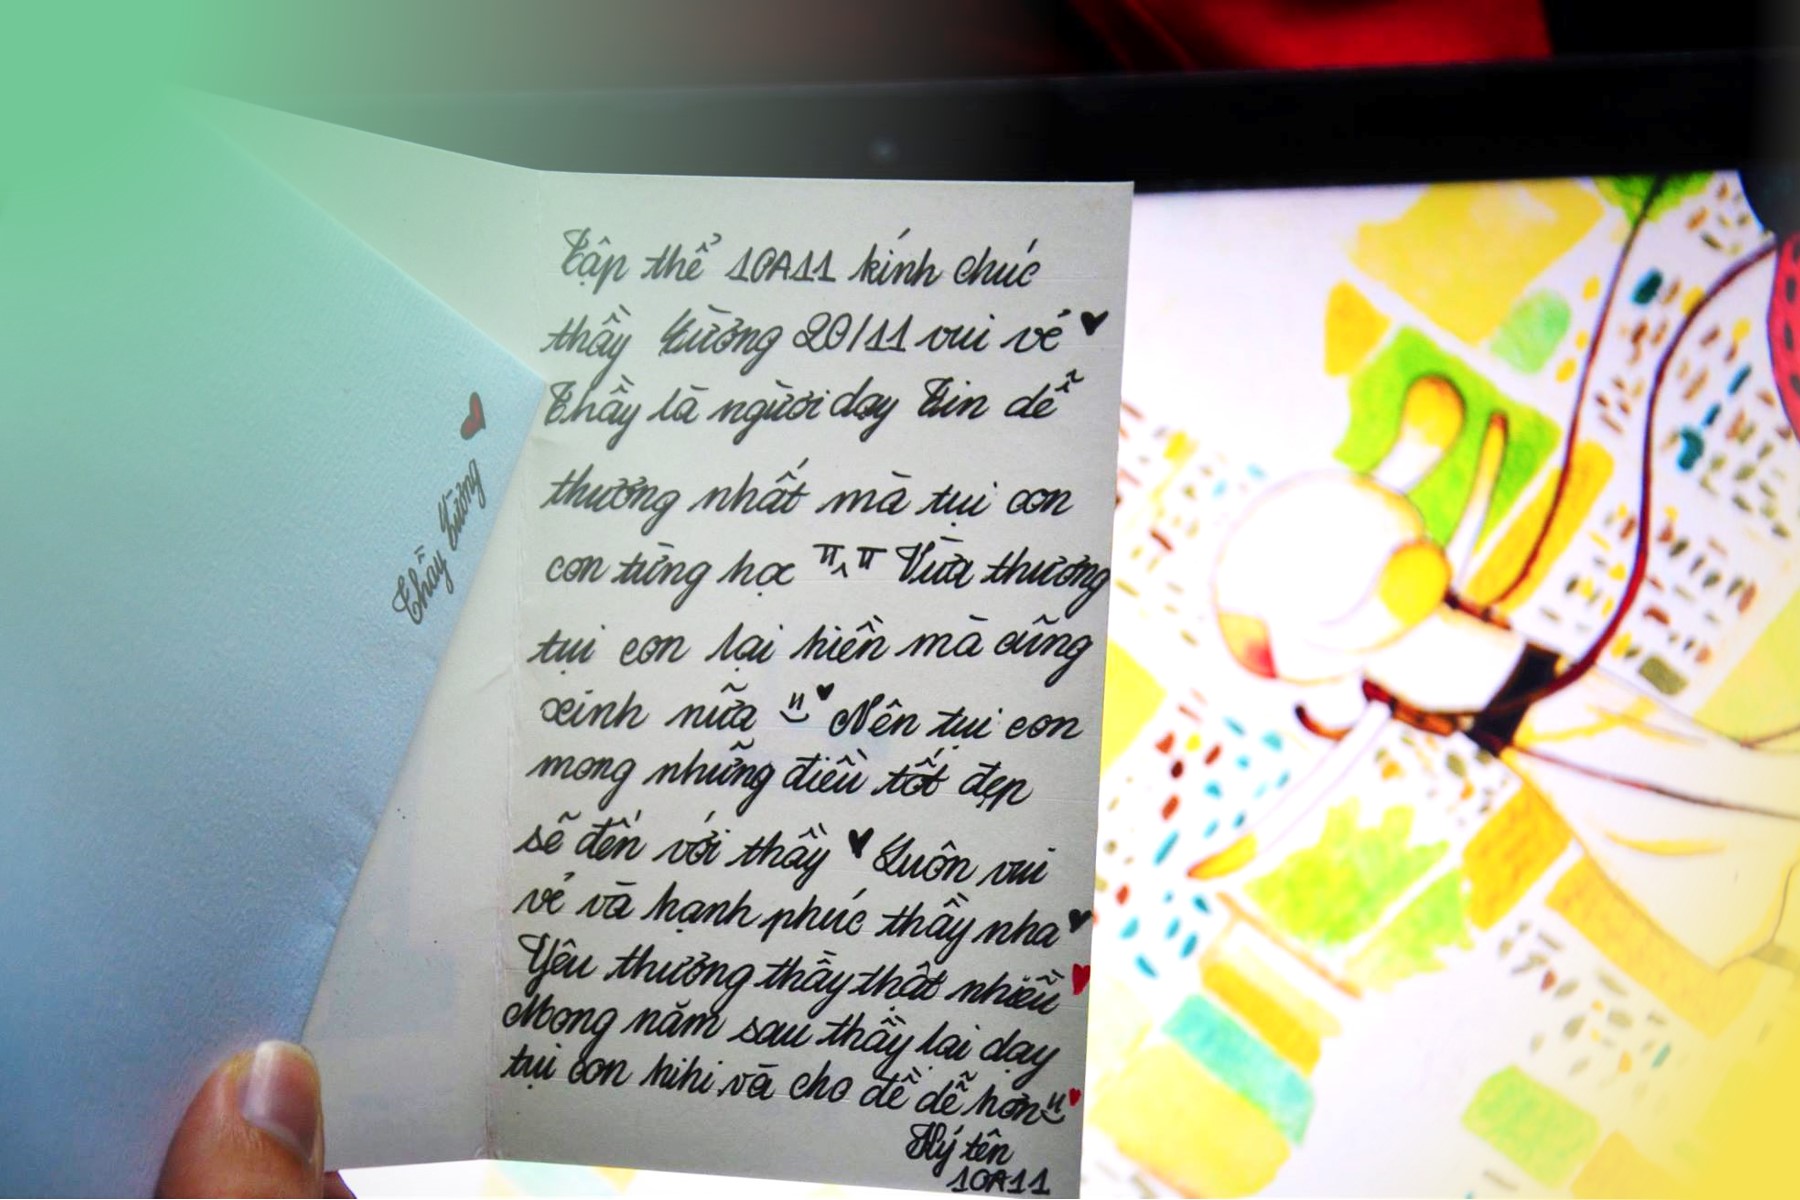 Thầy Lường
Tập thể 10A11 kính chúc
thầy Lường 20/11 vui vẻ ♥
Thầy là người dạy Tin dễ
thương nhất mà tụi con
con từng học π^π Vừa thương
tụi con lại hiền mà cũng
xinh nữa ♥ Nên tụi con
mong những điều tốt đẹp
sẽ đến với thầy ♥ Luôn vui
vẻ và hạnh phúc thầy nha ♥
Yêu thương thầy thật nhiều ♥
Mong năm sau thầy lại dạy
tụi con hihi và cho đề dễ hơn ♥
Ký tên
10A11